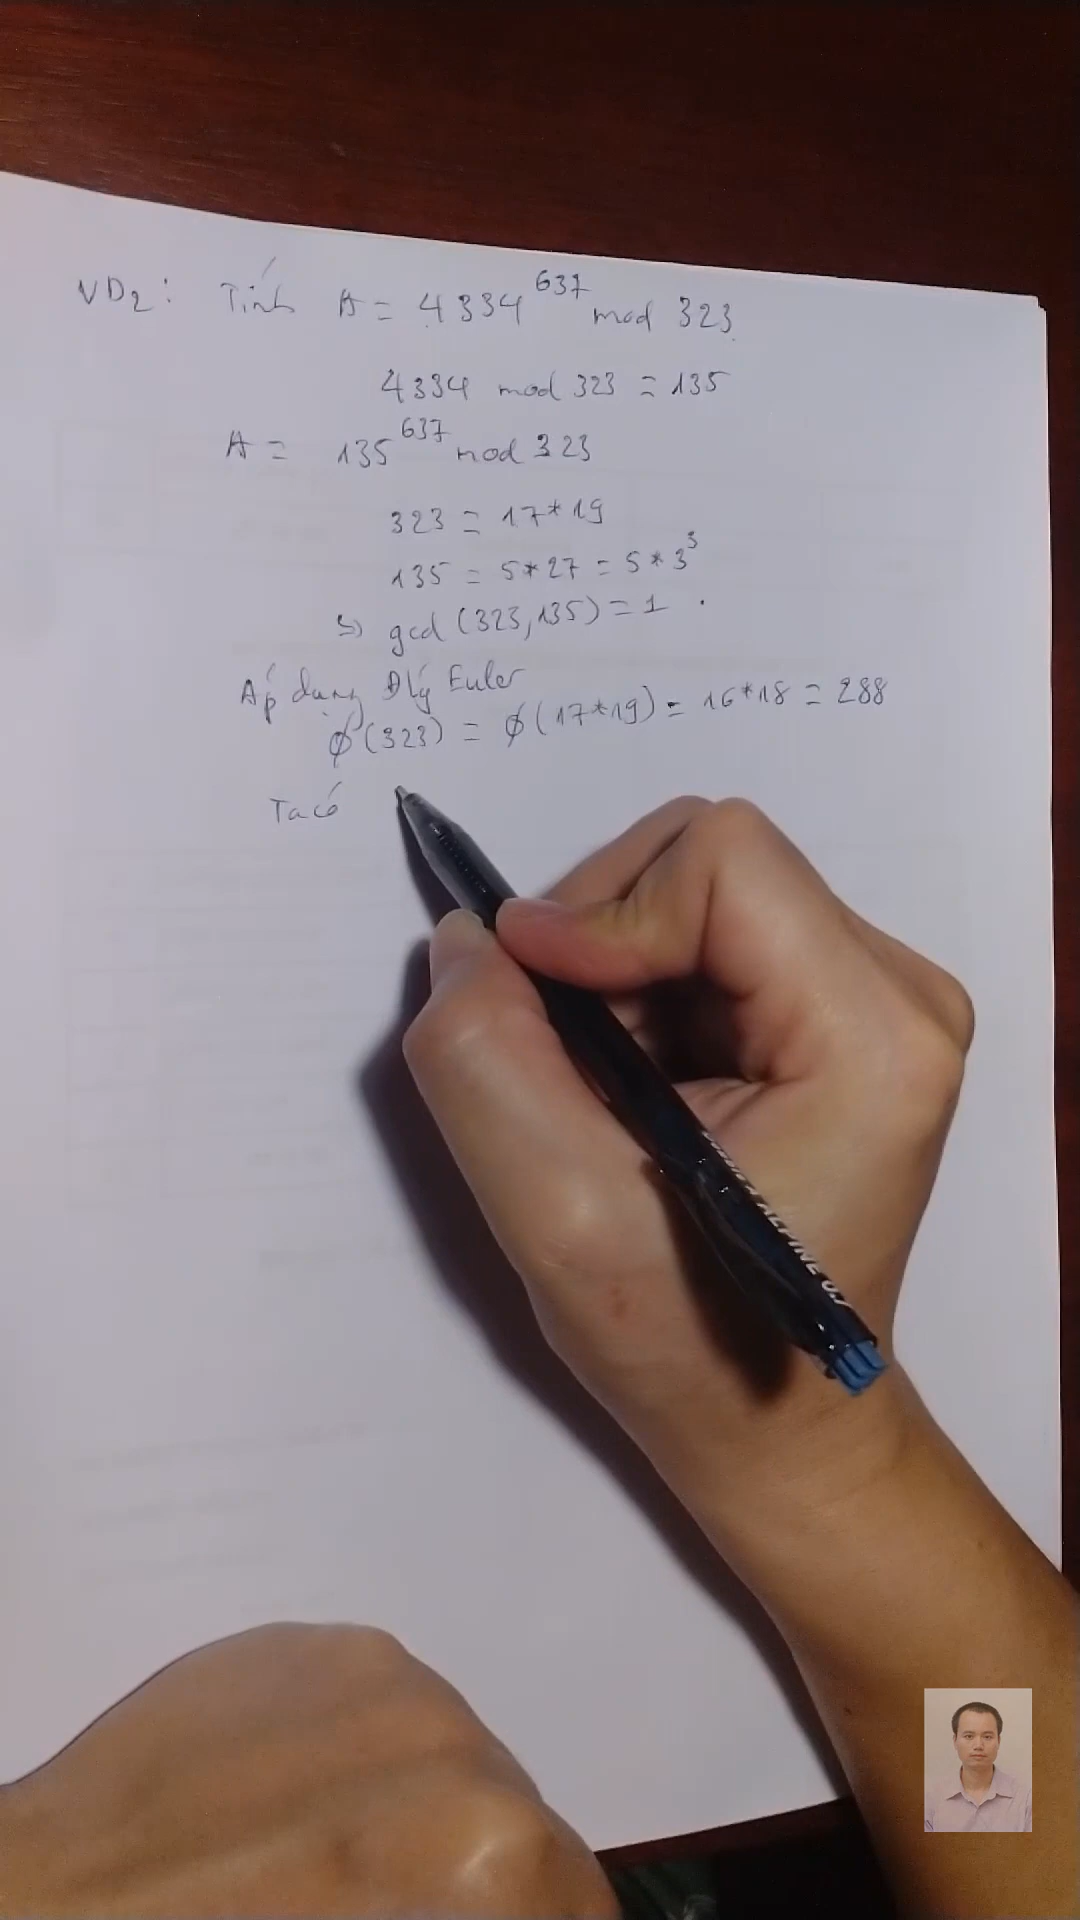 VD2: Tính A = 4334^637 mod 323
4334 mod 323 = 135
A = 135^637 mod 323
323 = 17*19
135 = 5*27 = 5*3^3
=> gcd (323,135) = 1 .
Áp dụng Đlý Euler
φ(323) = φ(17*19) = 16*18 = 288
Ta có